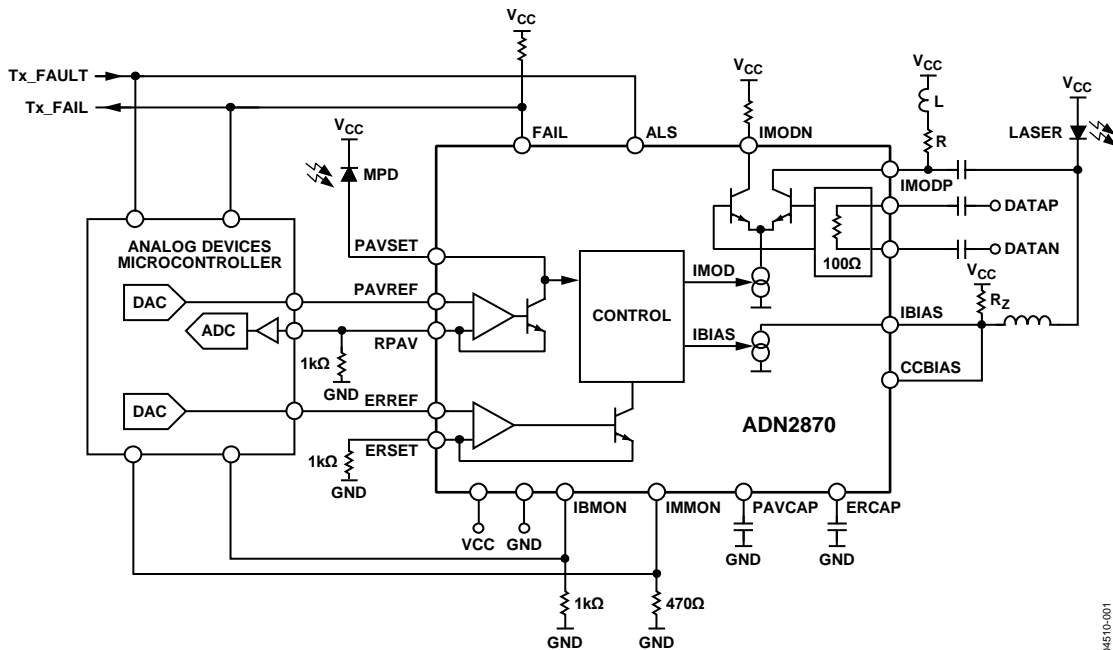 VCC
Tx_FAULT
Tx_FAIL
VCC
VCC
VCC
L
R
LASER
VCC
FAIL
ALS
IMODN
MPD
IMODP
DATAP
DATAN
100Ω
ANALOG DEVICES
MICROCONTROLLER
PAVSET
PAVREF
RPAV
DAC
ADC
1kΩ
GND
CONTROL
IMOD
IBIAS
VCC
RZ
IBIAS
CCBIAS
DAC
ERREF
ERSET
1kΩ
GND
ADN2870
IBMON
IMMON
PAVCAP
ERCAP
VCC
GND
GND
GND
1kΩ
470Ω
GND
GND
04510-001